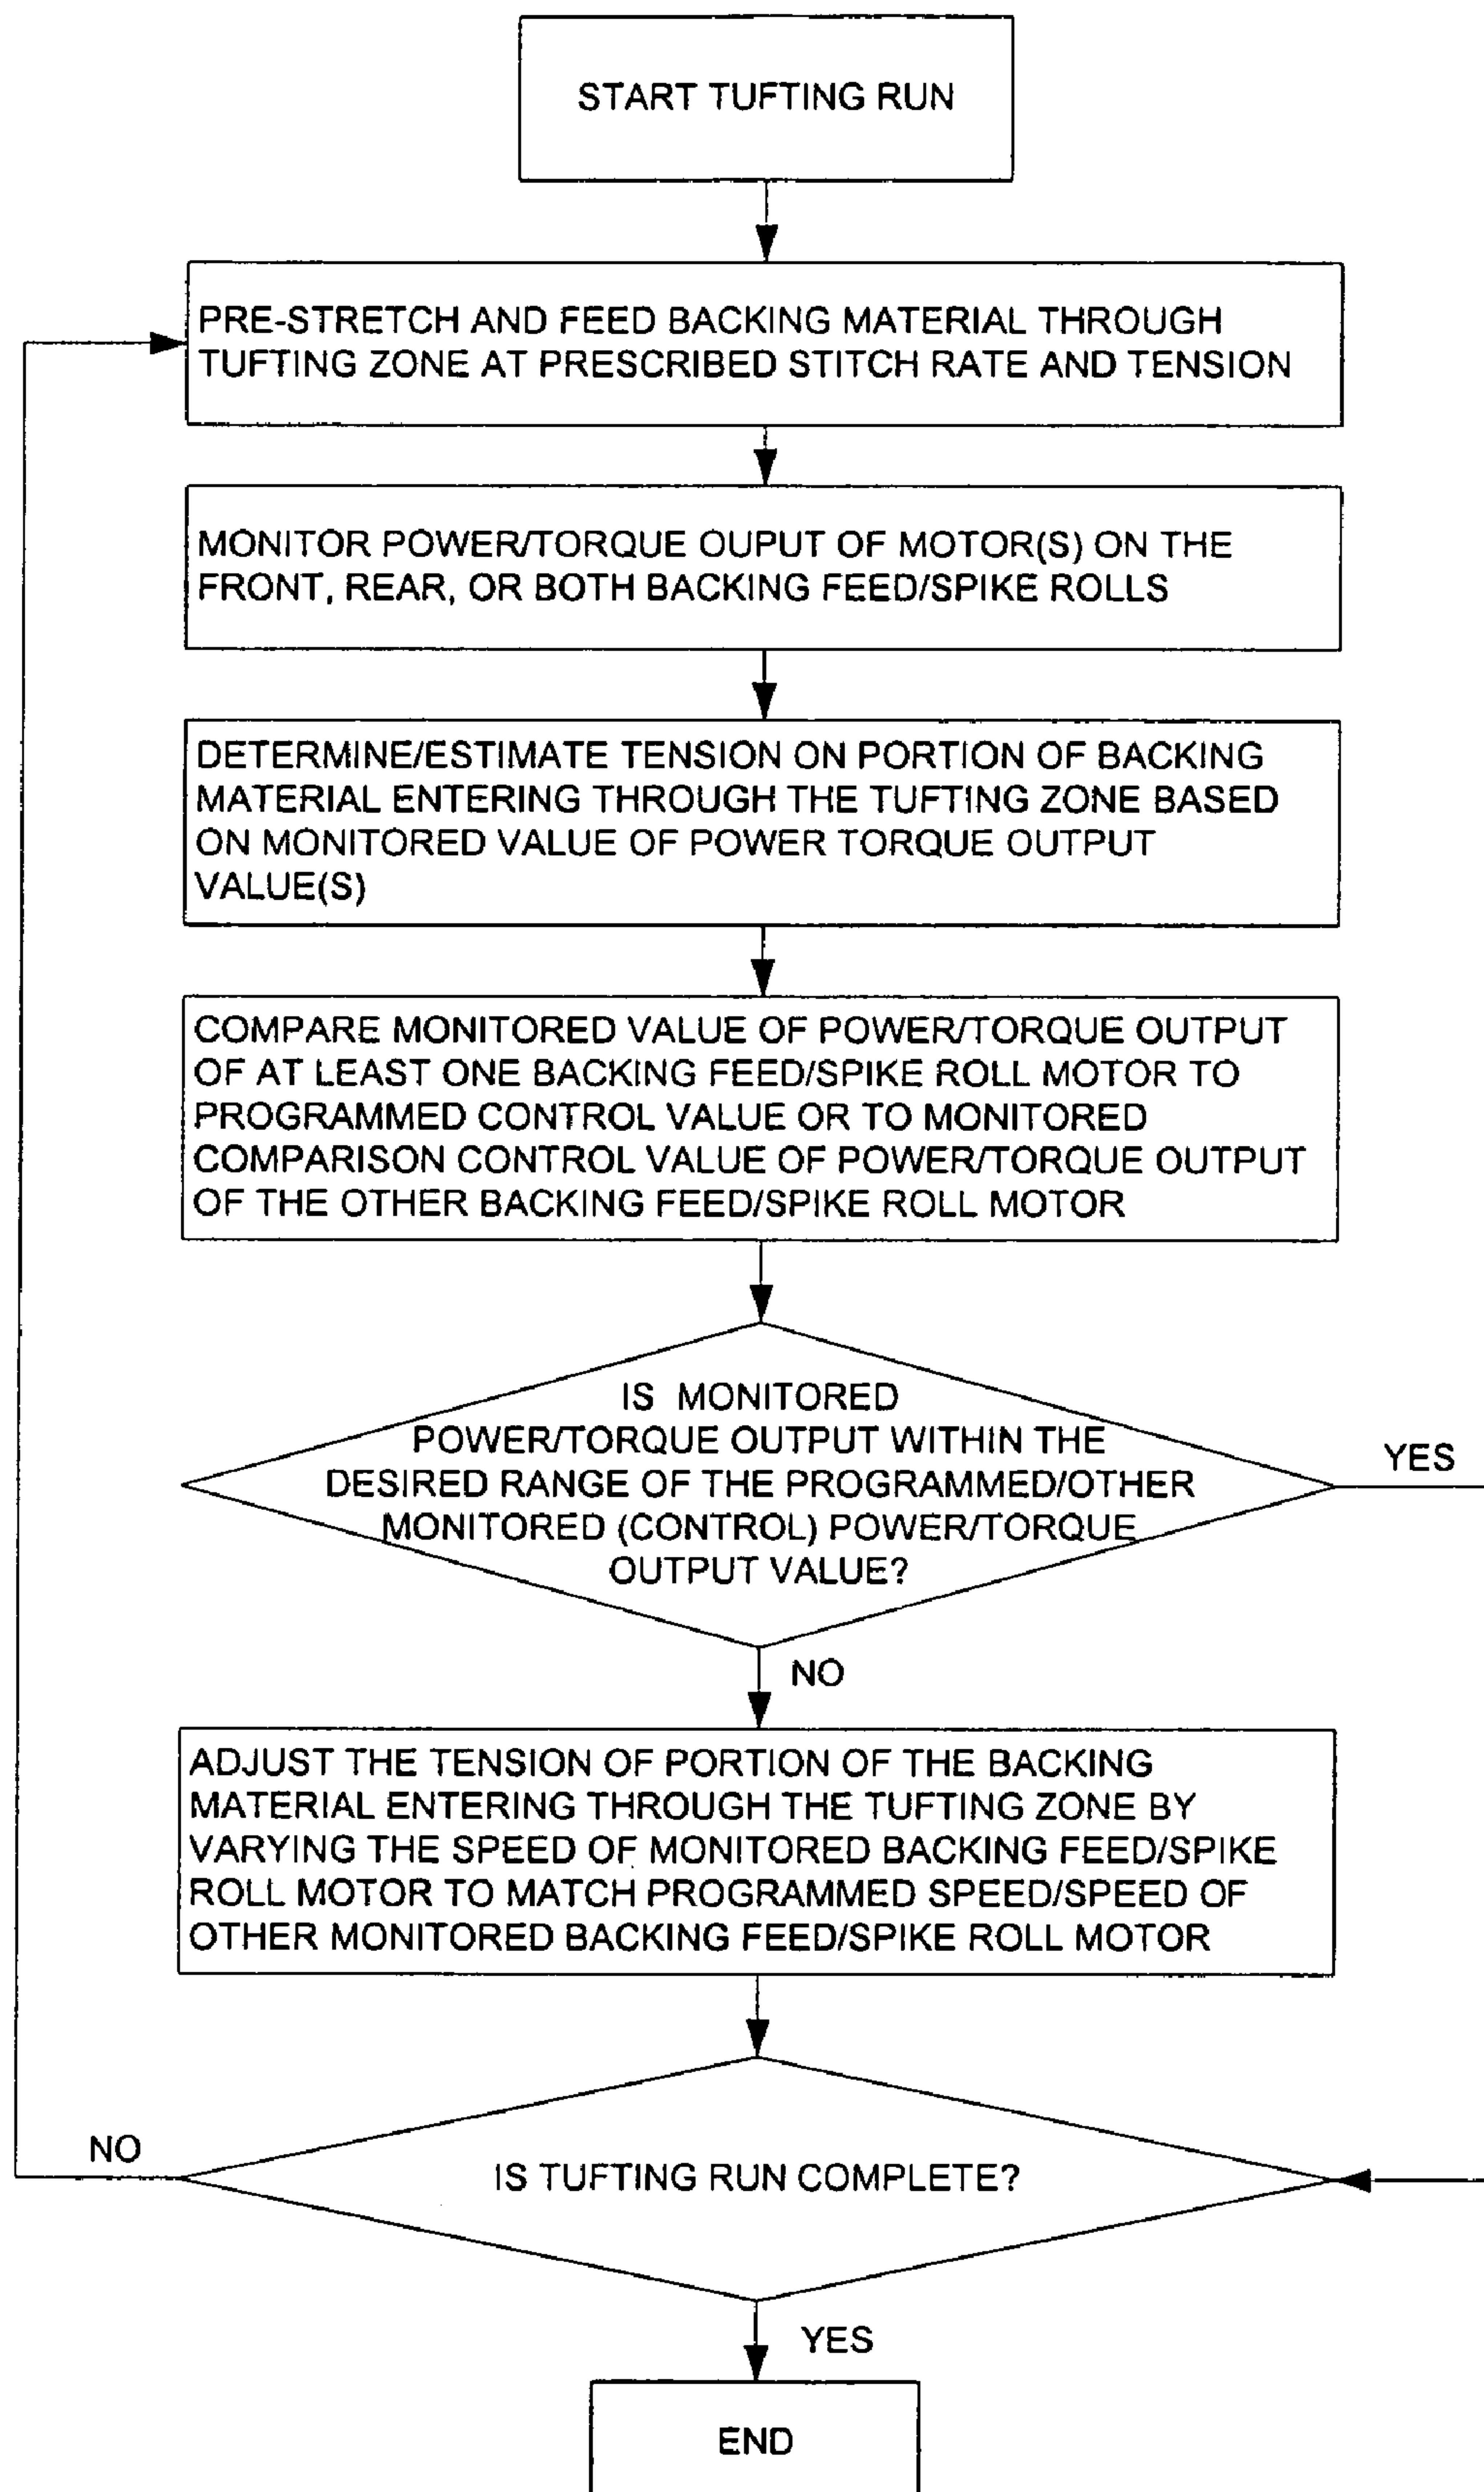 START TUFTING RUN
PRE-STRETCH AND FEED BACKING MATERIAL THROUGH
TUFTING ZONE AT PRESCRIBED STITCH RATE AND TENSION
MONITOR POWER/TORQUE OUPUT OF MOTOR(S) ON THE
FRONT, REAR, OR BOTH BACKING FEED/SPIKE ROLLS
DETERMINE/ESTIMATE TENSION ON PORTION OF BACKING
MATERIAL ENTERING THROUGH THE TUFTING ZONE BASED
ON MONITORED VALUE OF POWER TORQUE OUTPUT
VALUE(S)
COMPARE MONITORED VALUE OF POWER/TORQUE OUTPUT
OF AT LEAST ONE BACKING FEED/SPIKE ROLL MOTOR TO
PROGRAMMED CONTROL VALUE OR TO MONITORED
COMPARISON CONTROL VALUE OF POWER/TORQUE OUTPUT
OF THE OTHER BACKING FEED/SPIKE ROLL MOTOR
IS MONITORED
POWER/TORQUE OUTPUT WITHIN THE
DESIRED RANGE OF THE PROGRAMMED/OTHER
MONITORED (CONTROL) POWER/TORQUE
OUTPUT VALUE?
YES
NO
ADJUST THE TENSION OF PORTION OF THE BACKING
MATERIAL ENTERING THROUGH THE TUFTING ZONE BY
VARYING THE SPEED OF MONITORED BACKING FEED/SPIKE
ROLL MOTOR TO MATCH PROGRAMMED SPEED/SPEED OF
OTHER MONITORED BACKING FEED/SPIKE ROLL MOTOR
NO
IS TUFTING RUN COMPLETE?
YES
END